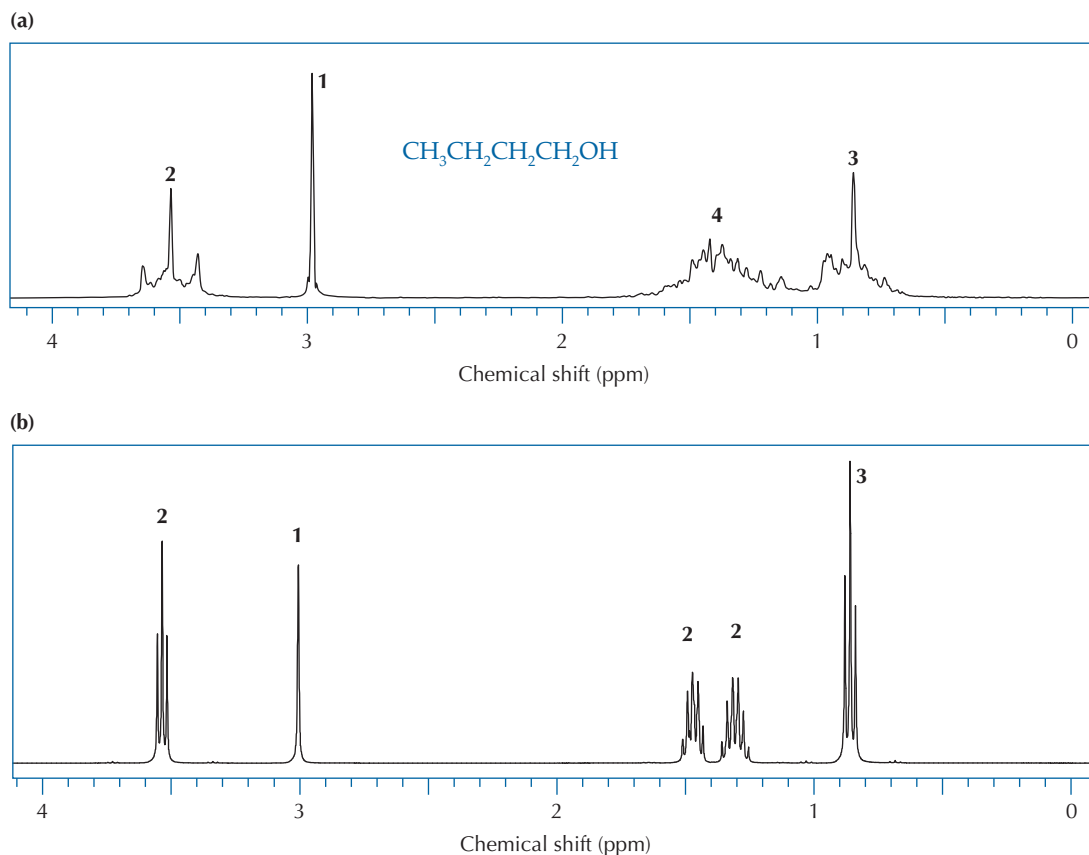 (a)
1
CH₃CH₂CH₂CH₂OH
2
3
4
4 3 2 1 0
Chemical shift (ppm)
(b)
3
2
1
2 2
4 3 2 1 0
Chemical shift (ppm)